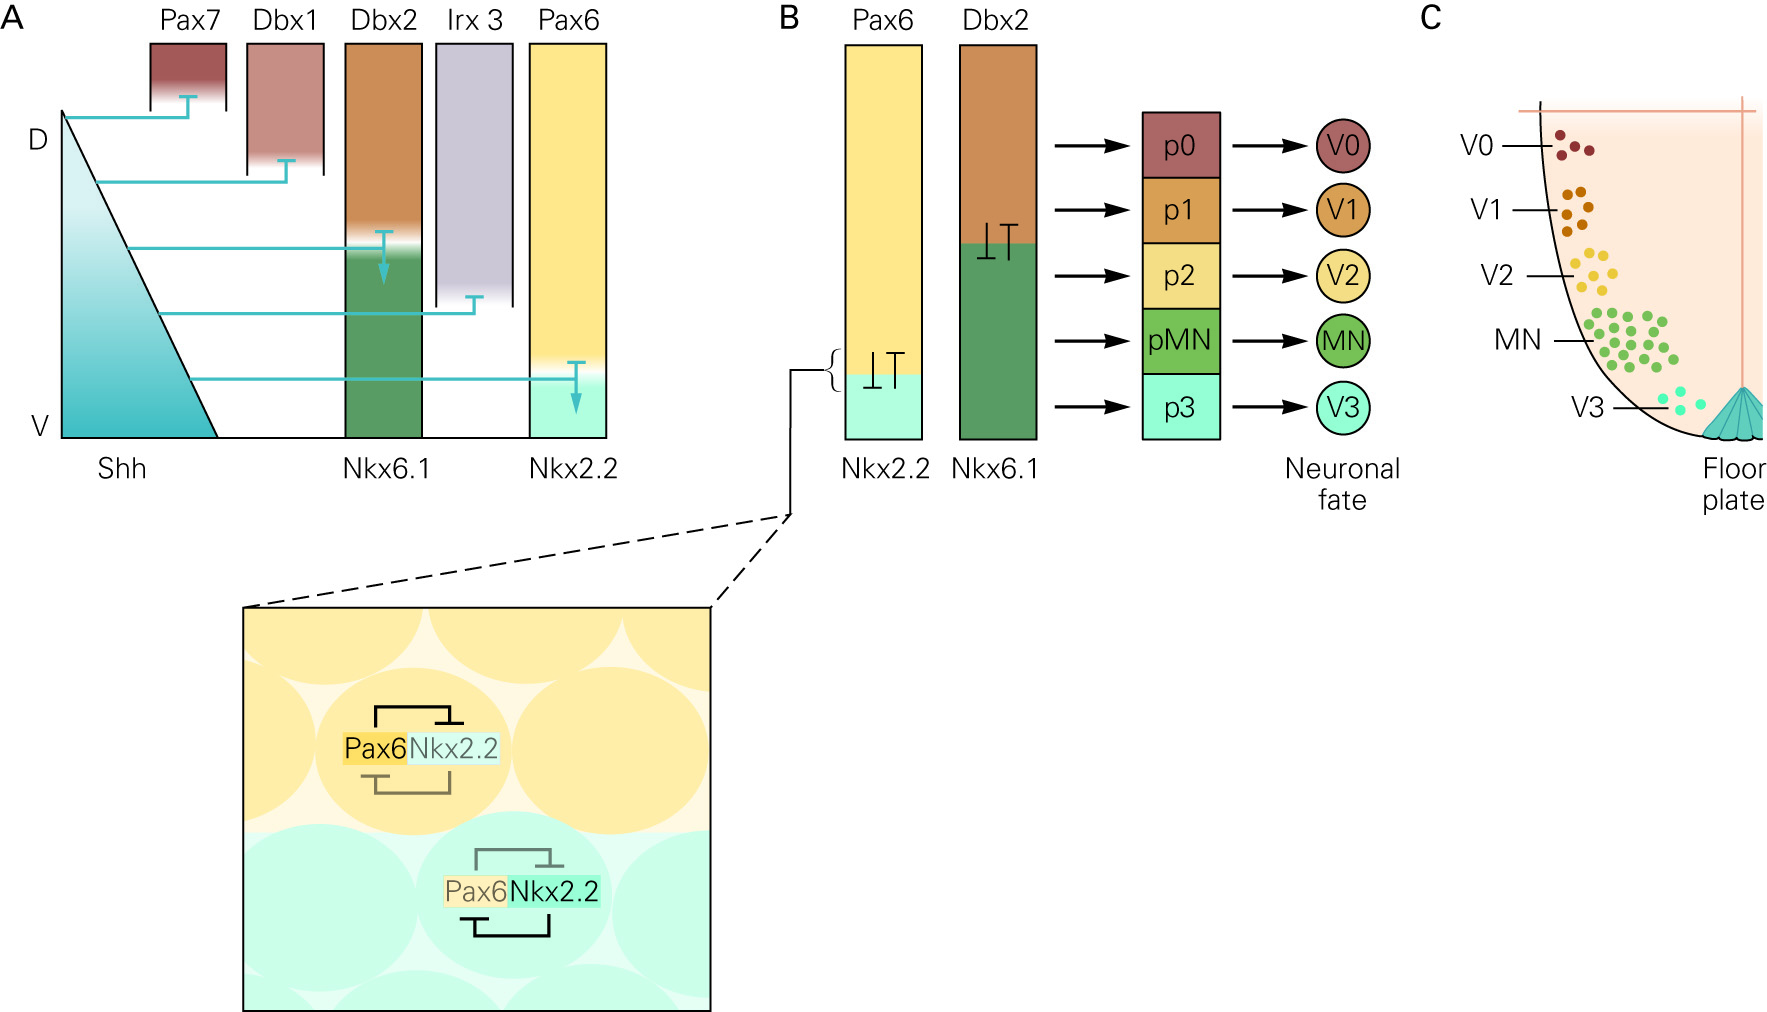 A
Pax7
Dbx1
Dbx2
Irx 3
Pax6
D
V
Shh
Nkx6.1
Nkx2.2
B
Pax6
Dbx2
Nkx2.2
Nkx6.1
p0
V0
p1
V1
p2
V2
pMN
MN
p3
V3
Neuronal
fate
C
V0
V1
V2
MN
V3
Floor
plate
Pax6 Nkx2.2
Pax6 Nkx2.2